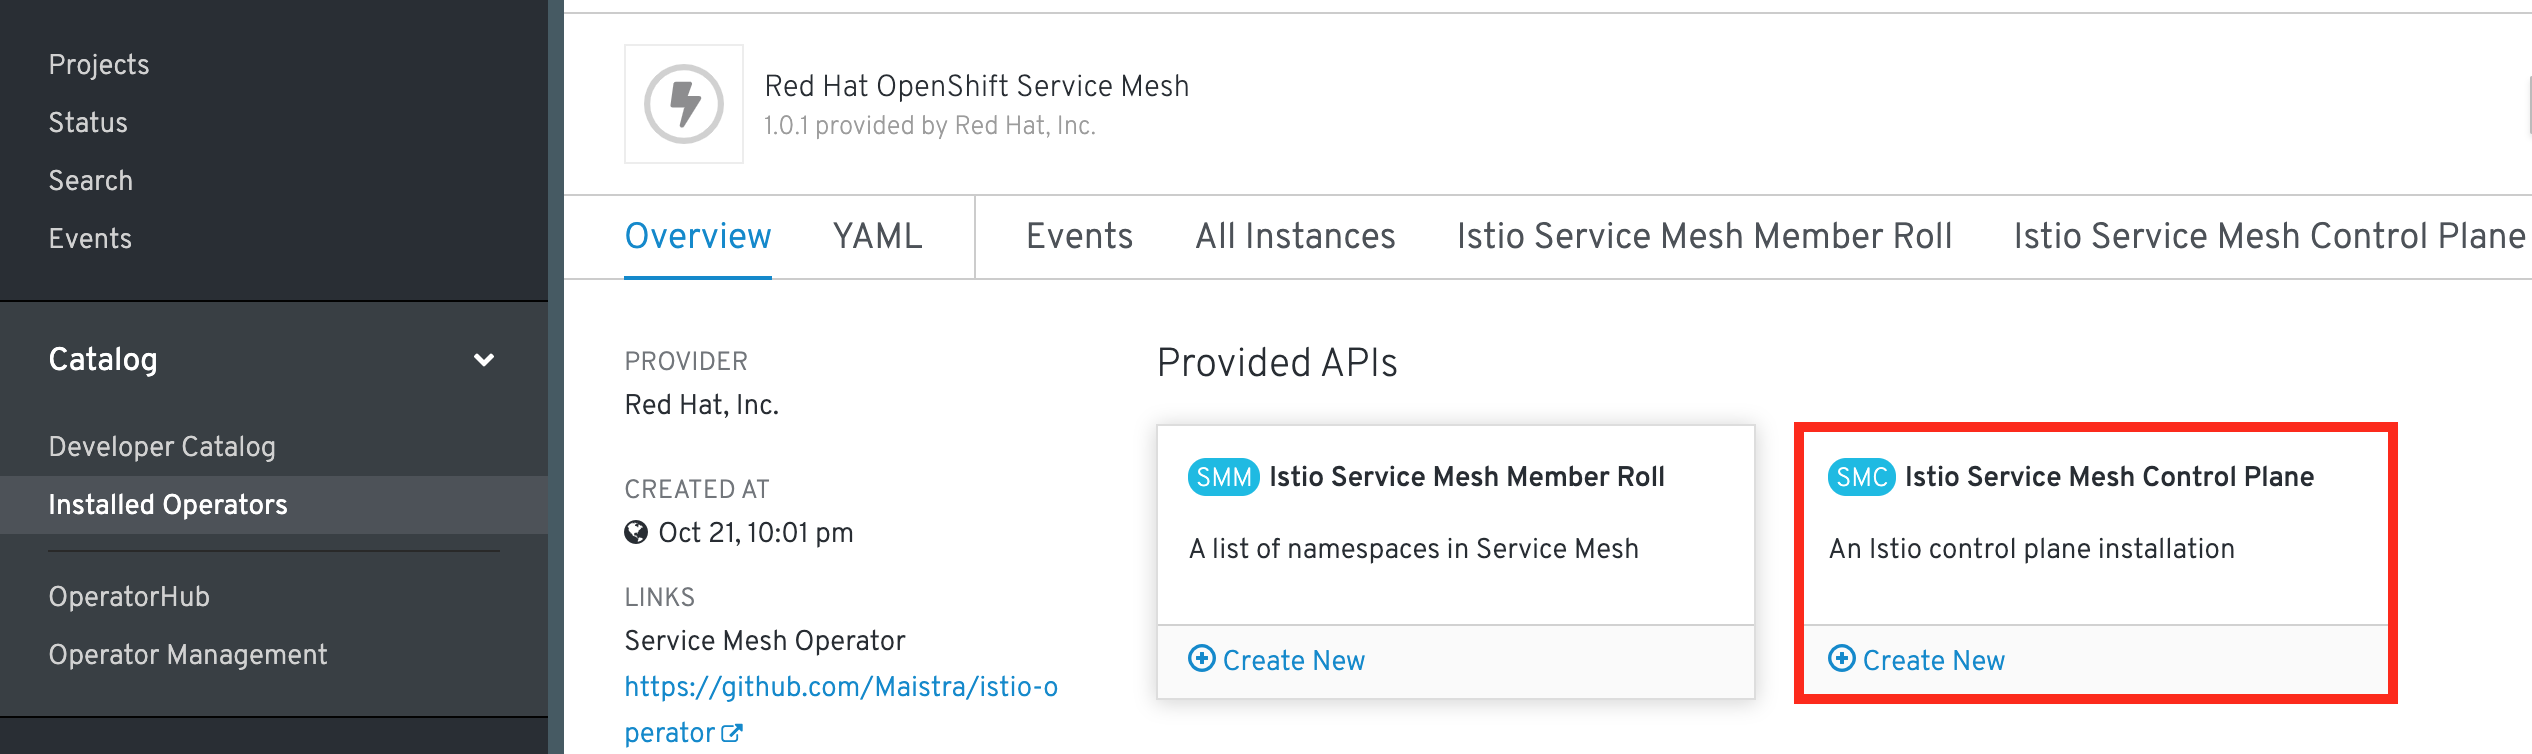 Projects
Status
Search
Events
Catalog
Developer Catalog
Installed Operators
OperatorHub
Operator Management
Red Hat OpenShift Service Mesh
1.0.1 provided by Red Hat, Inc.
Overview
YAML
Events
All Instances
Istio Service Mesh Member Roll
Istio Service Mesh Control Plane
PROVIDER
Red Hat, Inc.
CREATED AT
Oct 21, 10:01 pm
LINKS
Service Mesh Operator
https://github.com/Maistra/istio-o
perator
Provided APIs
SMM Istio Service Mesh Member Roll
A list of namespaces in Service Mesh
Create New
SMC Istio Service Mesh Control Plane
An Istio control plane installation
Create New